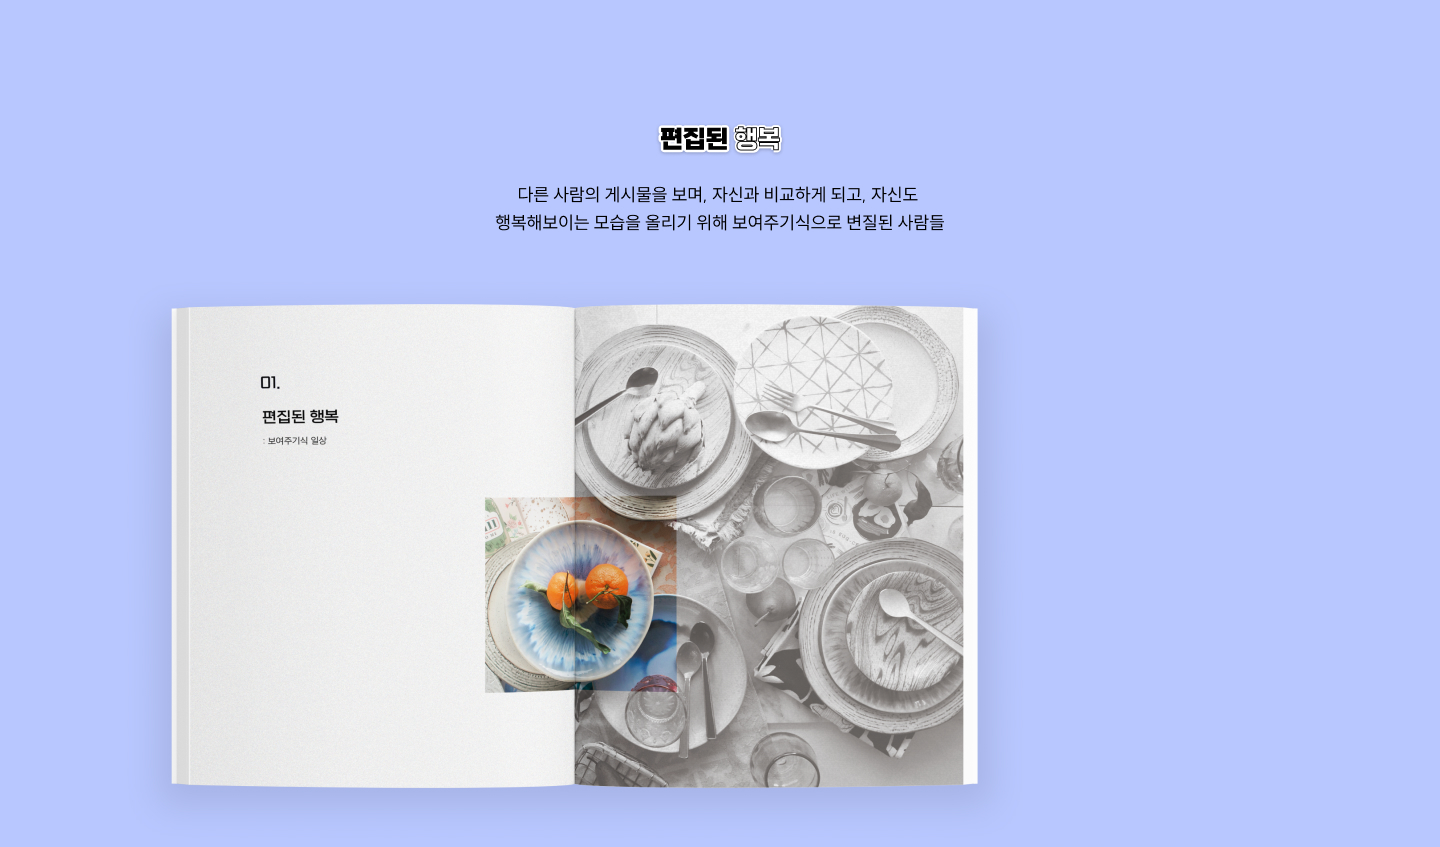 편집된 행복
다른 사람의 게시물을 보며, 자신과 비교하게 되고, 자신도
행복해보이는 모습을 올리기 위해 보여주기식으로 변질된 사람들
01.
편집된 행복
: 보여주기식 일상